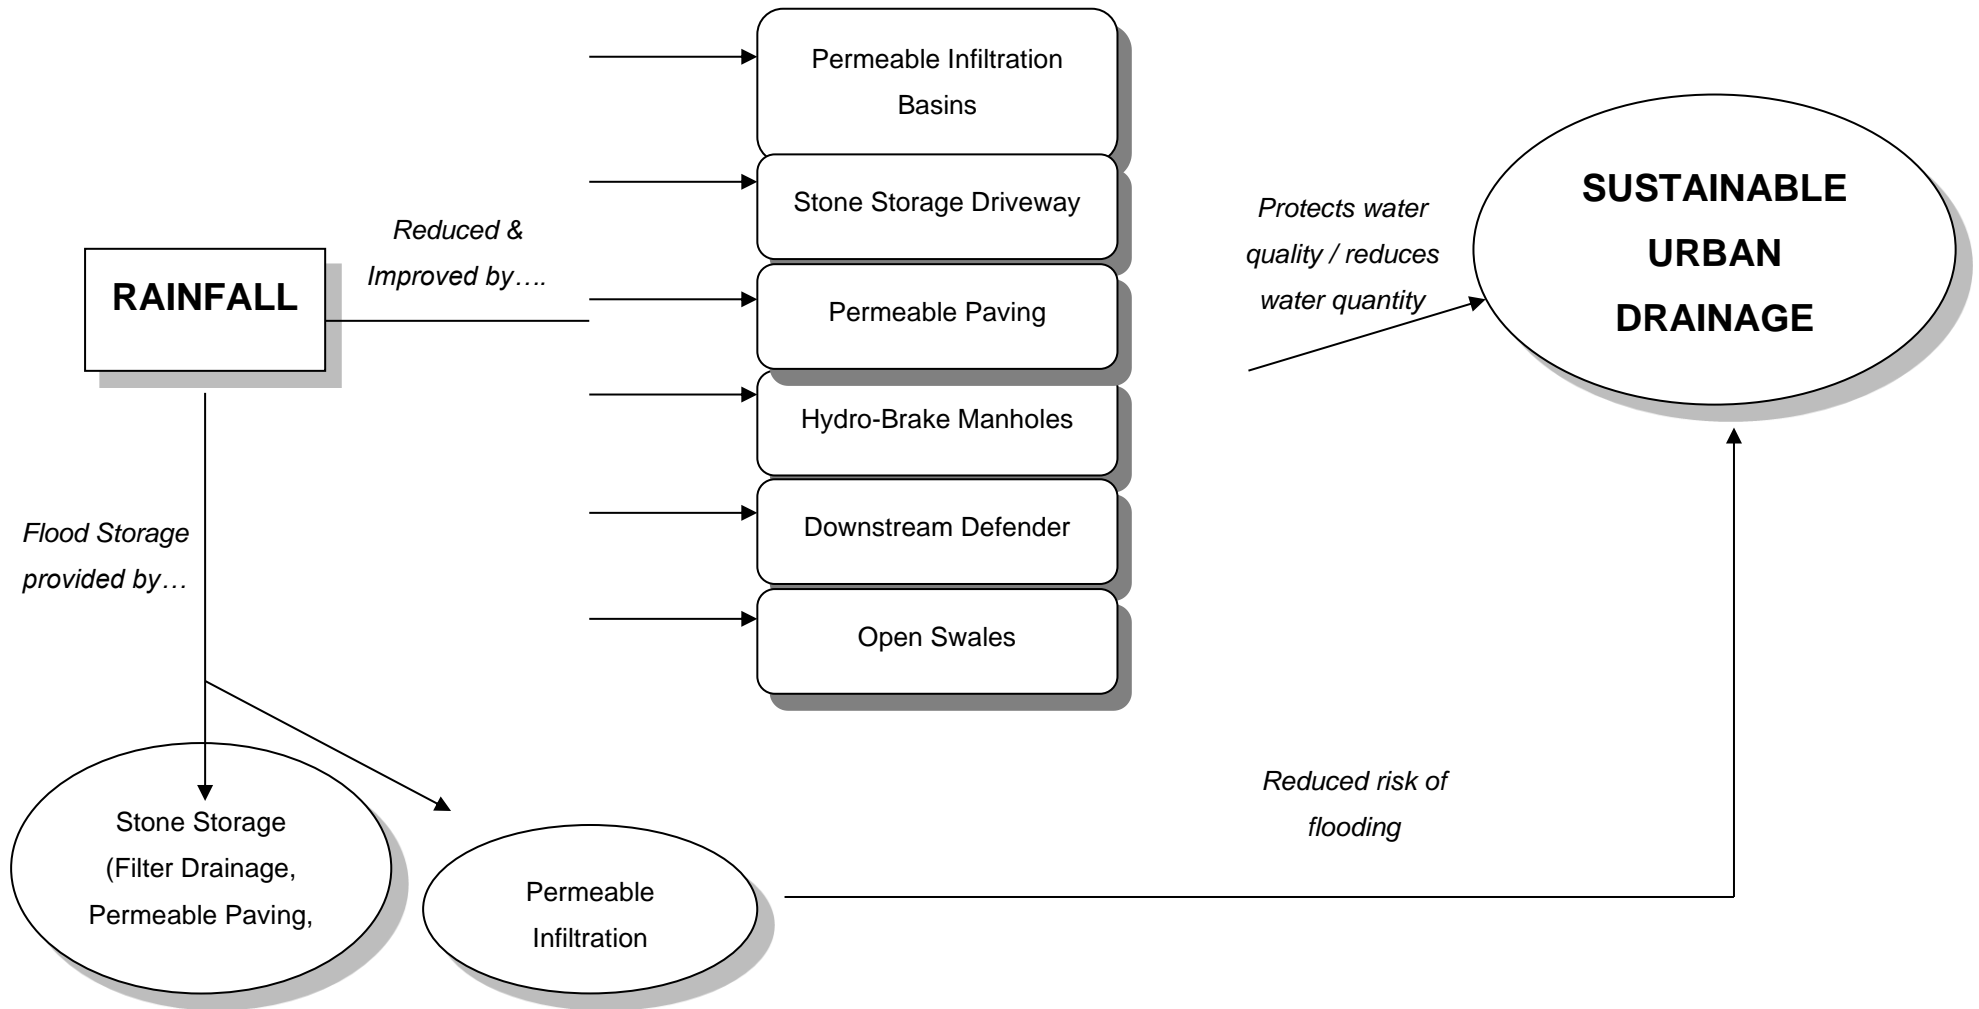 Permeable Infiltration
Basins
Stone Storage Driveway
Permeable Paving
Hydro-Brake Manholes
Downstream Defender
Open Swales
RAINFALL
Reduced &
Improved by….
Protects water
quality / reduces
water quantity
SUSTAINABLE
URBAN
DRAINAGE
Flood Storage
provided by…
Stone Storage
(Filter Drainage,
Permeable Paving,
Permeable
Infiltration
Reduced risk of
flooding